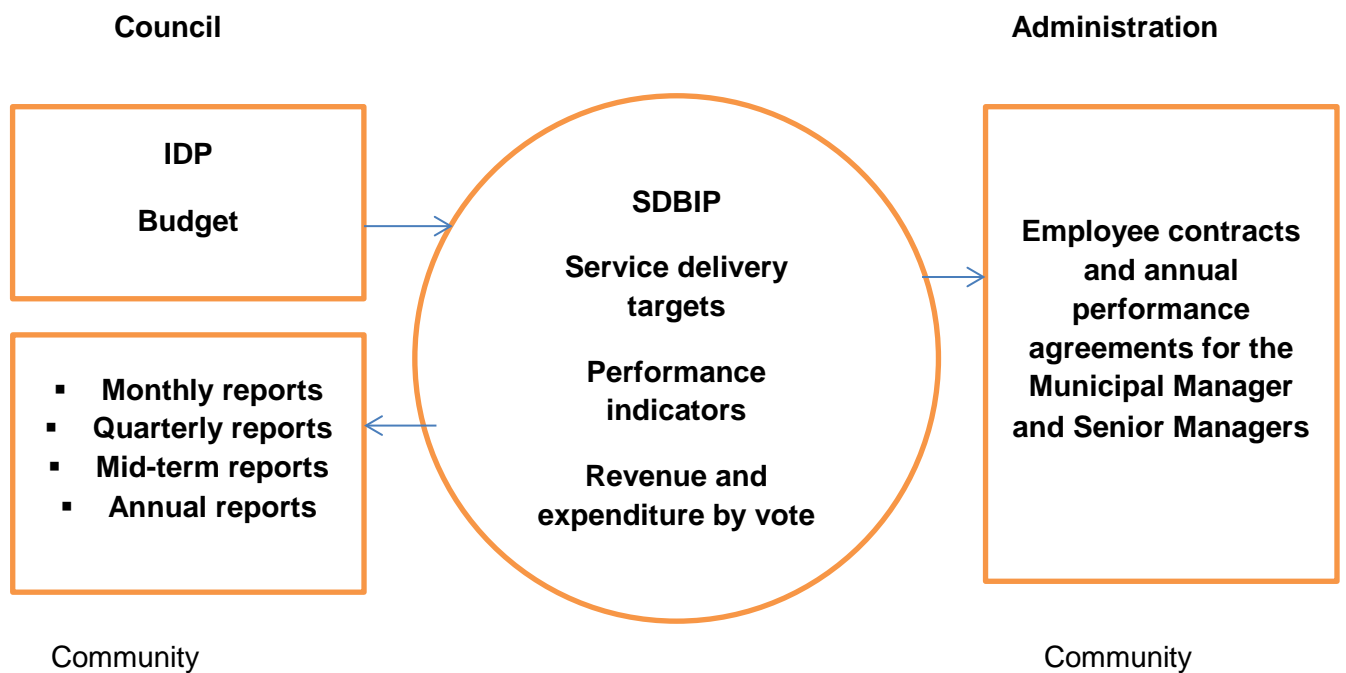 Council
Administration
IDP
Budget
▪ Monthly reports
▪ Quarterly reports
▪ Mid-term reports
▪ Annual reports
SDBIP
Service delivery
targets
Performance
indicators
Revenue and
expenditure by vote
Employee contracts
and annual
performance
agreements for the
Municipal Manager
and Senior Managers
Community
Community